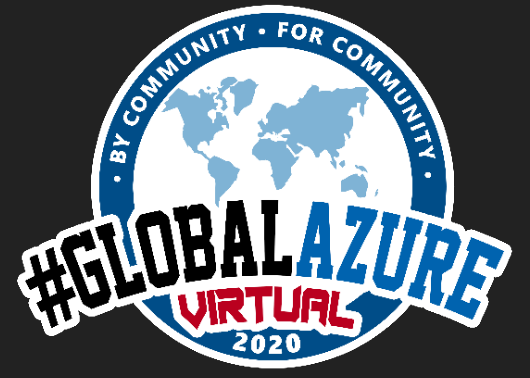 • BY COMMUNITY • FOR COMMUNITY •
#GLOBALAZURE
VIRTUAL
2020